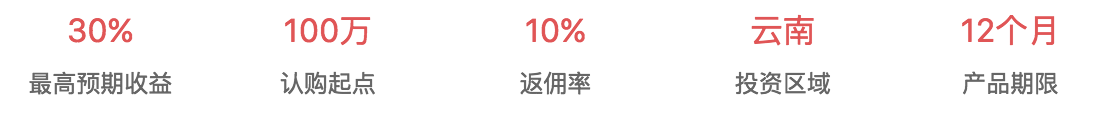 30% 100万 10% 云南 12个月
最高预期收益 认购起点 返佣率 投资区域 产品期限